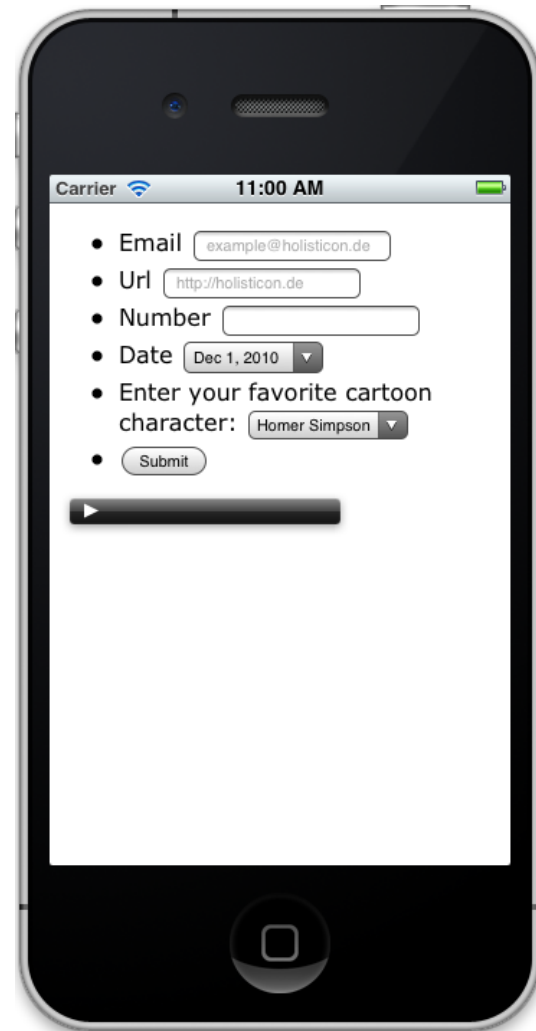 Carrier 11:00 AM
Email example@holisticon.de
Url http://holisticon.de
Number
Date Dec 1, 2010
Enter your favorite cartoon
character: Homer Simpson
Submit